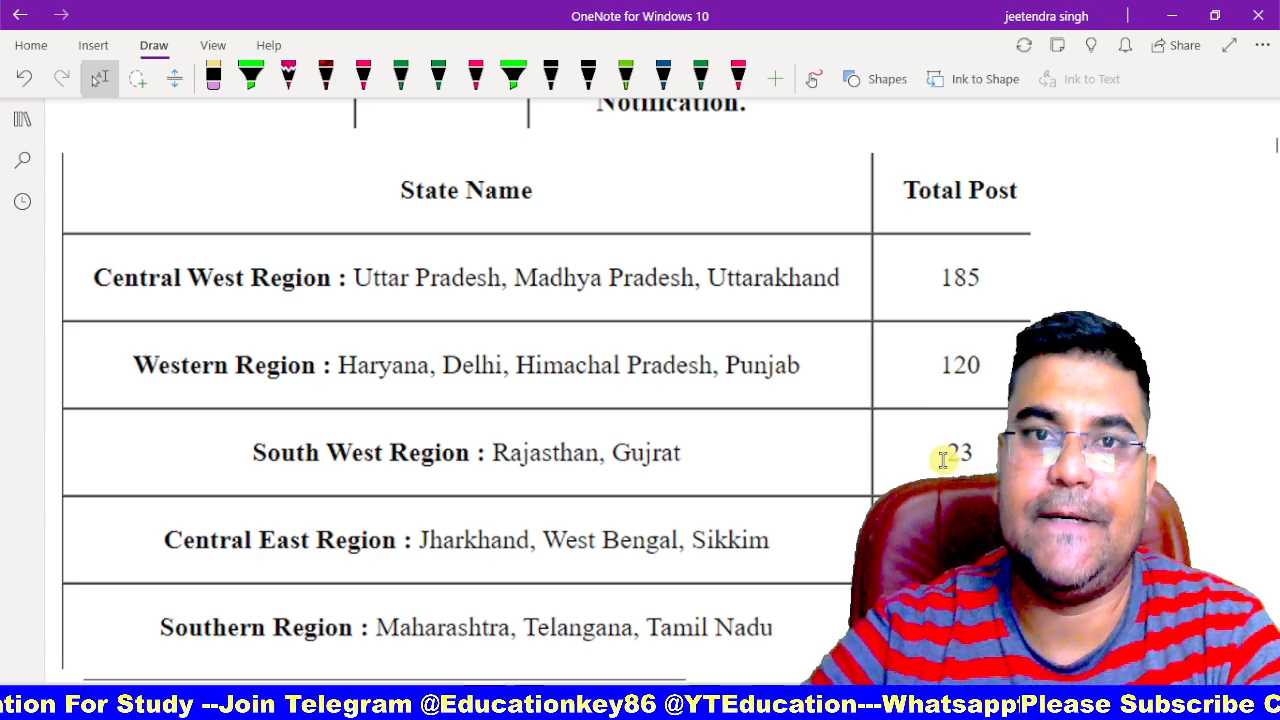 OneNote for Windows 10
jeetendra singh
Home Insert Draw View Help
Share
Shapes
Ink to Shape
Ink to Text
Notification.
State Name Total Post
Central West Region : Uttar Pradesh, Madhya Pradesh, Uttarakhand 185
Western Region : Haryana, Delhi, Himachal Pradesh, Punjab 120
South West Region : Rajasthan, Gujrat 23
Central East Region : Jharkhand, West Bengal, Sikkim
Southern Region : Maharashtra, Telangana, Tamil Nadu
ation For Study --Join Telegram @Educationkey86 @YTEducation---Whatsapp Please Subscribe C